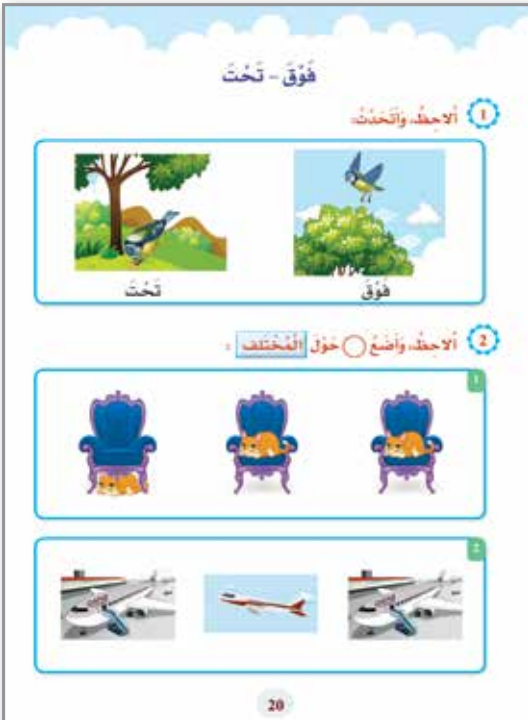 فَوْقَ - تَحْتَ
1 أُلاحِظُ، وَأَتَحَدَّثُ:
فَوْقَ تَحْتَ
2 أُلاحِظُ، وَأَضَعُ حَوْلَ الْمُخْتَلِفِ :
1
2
20